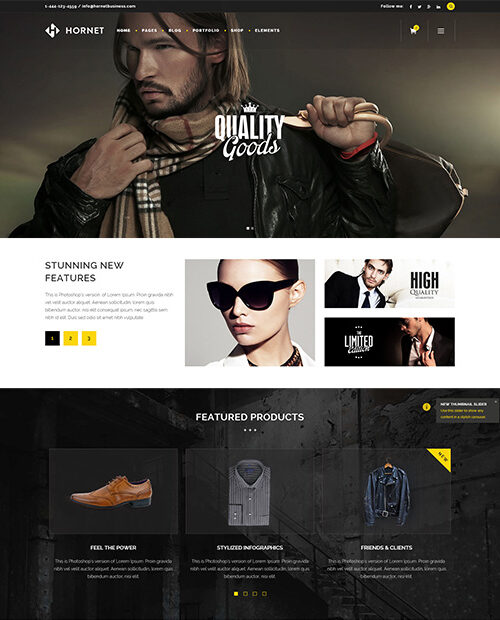 1-444-123-4559 / info@hornetbusiness.com
Follow me:
HORNET
HOME PAGES BLOG PORTFOLIO SHOP ELEMENTS
QUALITY
Goods
STUNNING NEW
FEATURES
This is Photoshop's version of Lorem Ipsum. Proin gravida
nibh vel velit auctor aliquet. Aenean sollicitudin, lorem
quis bibendum auctor, nisi elit consequat ipsum, nec
sagittis sem nibh id elit. Duis sed odio sit amet nibh vulputate
1 2 3
HIGH
QUALITY
THE
LIMITED
Edition
NEW THUMBNAIL SLIDER
Use this slider to show any
content in a stylish carousel.
FEATURED PRODUCTS
NEW
FEEL THE POWER
This is Photoshop's version of Lorem Ipsum. Proin gravida
nibh vel velit auctor aliquet. Aenean sollicitudin, lorem quis
bibendum auctor, nisi elit.
STYLIZED INFOGRAPHICS
This is Photoshop's version of Lorem Ipsum. Proin gravida
nibh vel velit auctor aliquet. Aenean sollicitudin, lorem quis
bibendum auctor, nisi elit.
FRIENDS & CLIENTS
This is Photoshop's version of Lorem Ipsum. Proin gravida
nibh vel velit auctor aliquet. Aenean sollicitudin, lorem quis
bibendum auctor, nisi elit.